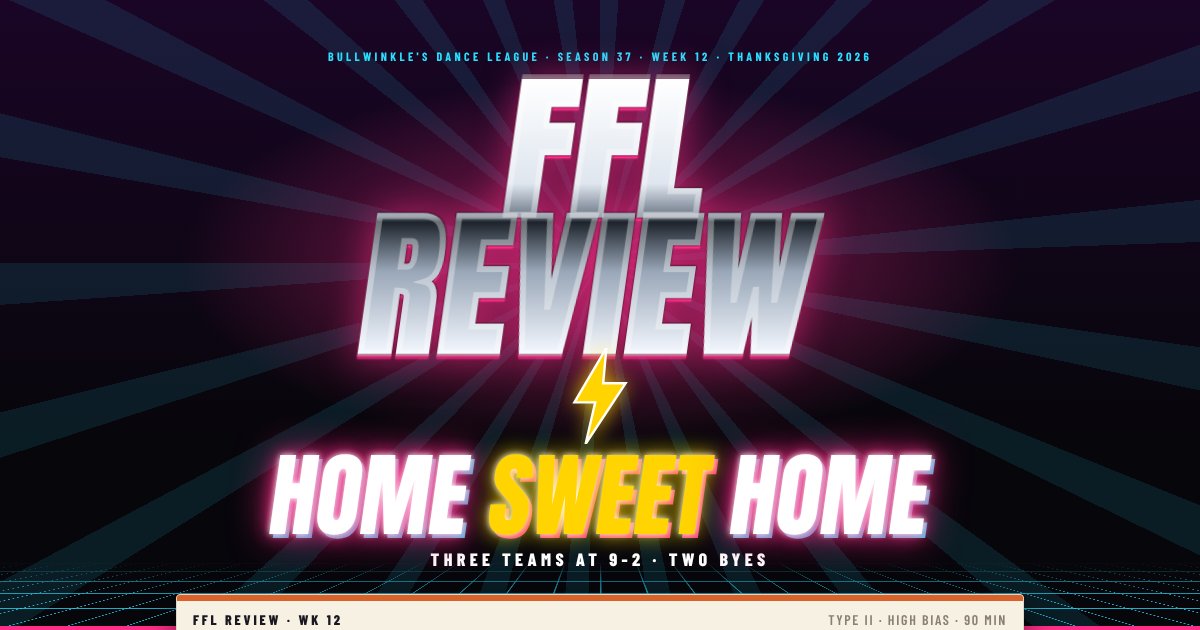 BULLWINKLE'S DANCE LEAGUE · SEASON 37 · WEEK 12 · THANKSGIVING 2026
FFL
REVIEW
HOME SWEET HOME
THREE TEAMS AT 9-2 · TWO BYES
FFL REVIEW · WK 12
TYPE II · HIGH BIAS · 90 MIN